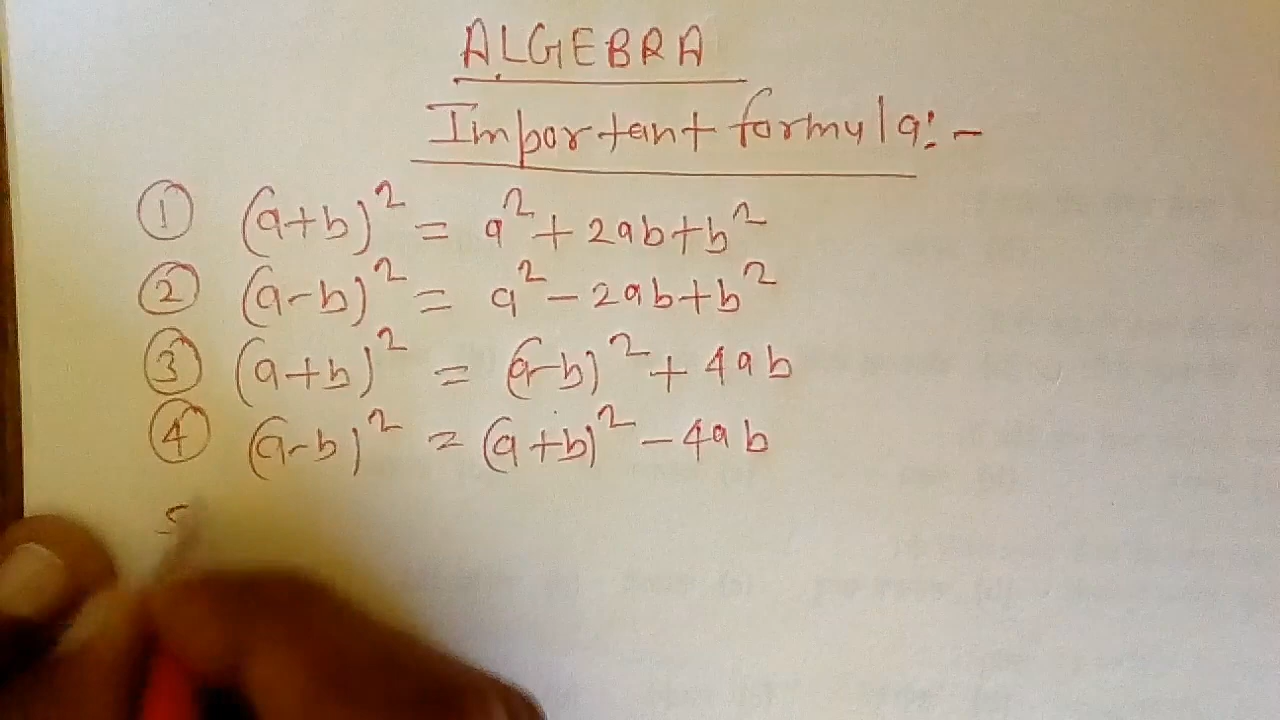 ALGEBRA
Important formula:-
① (a+b)² = a²+2ab+b²
② (a-b)² = a²-2ab+b²
③ (a+b)² = (a-b)²+4ab
④ (a-b)² = (a+b)²-4ab
5